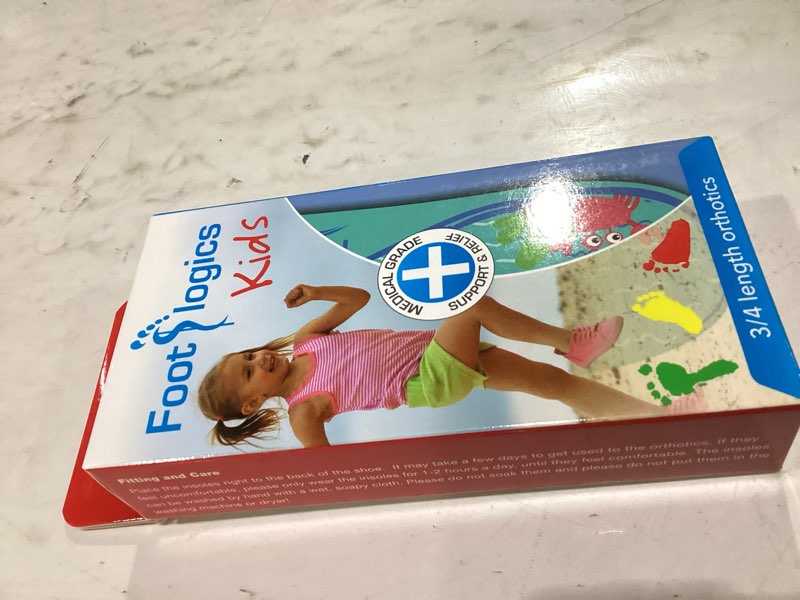 Footlogics
Kids
MEDICAL GRADE
SUPPORT & RELIEF
3/4 length orthotics
Fitting and Care
Place the insoles right to the back of the shoe. It may take a few days to get used to the orthotics. If they
feel uncomfortable, please only wear the insoles for 1-2 hours a day, until they feel comfortable. The insoles
can be washed by hand with a wet, soapy cloth. Please do not soak them and please do not put them in the
washing machine or dryer!